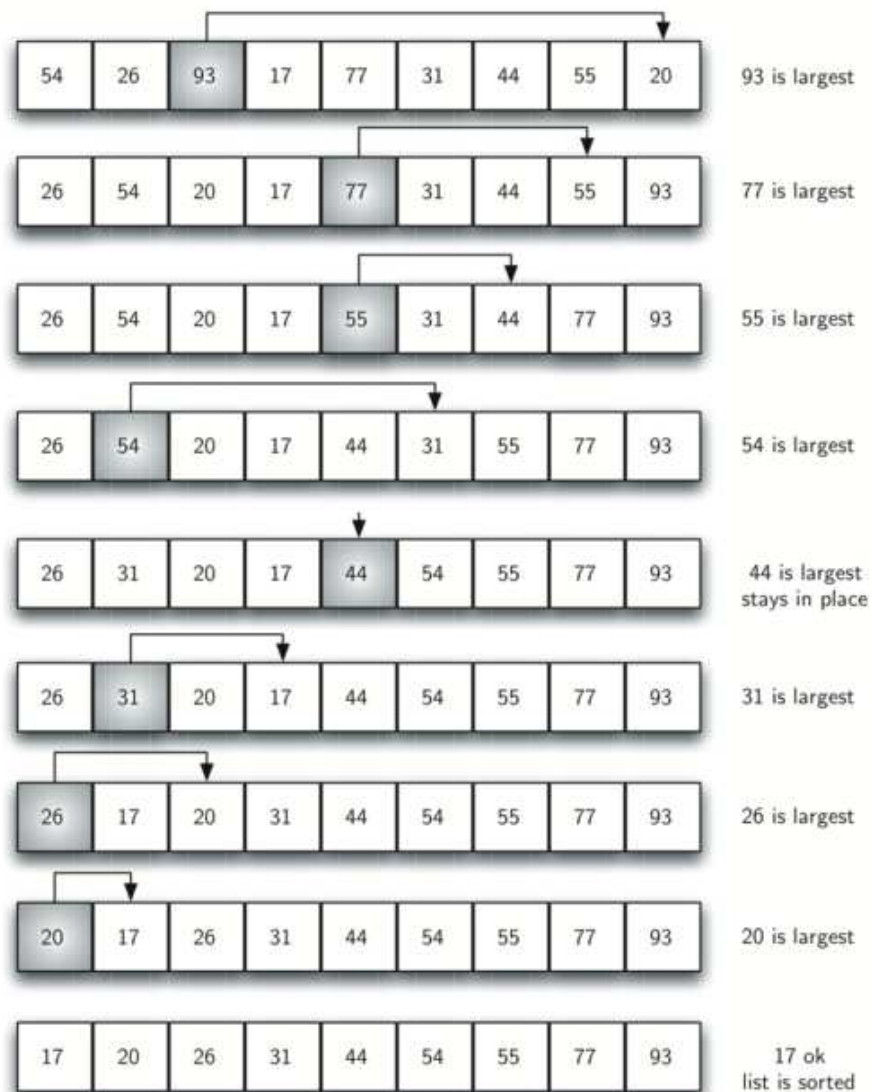 54 26 93 17 77 31 44 55 20 93 is largest
26 54 20 17 77 31 44 55 93 77 is largest
26 54 20 17 55 31 44 77 93 55 is largest
26 54 20 17 44 31 55 77 93 54 is largest
26 31 20 17 44 54 55 77 93 44 is largest
stays in place
26 31 20 17 44 54 55 77 93 31 is largest
26 17 20 31 44 54 55 77 93 26 is largest
20 17 26 31 44 54 55 77 93 20 is largest
17 20 26 31 44 54 55 77 93 17 ok
list is sorted